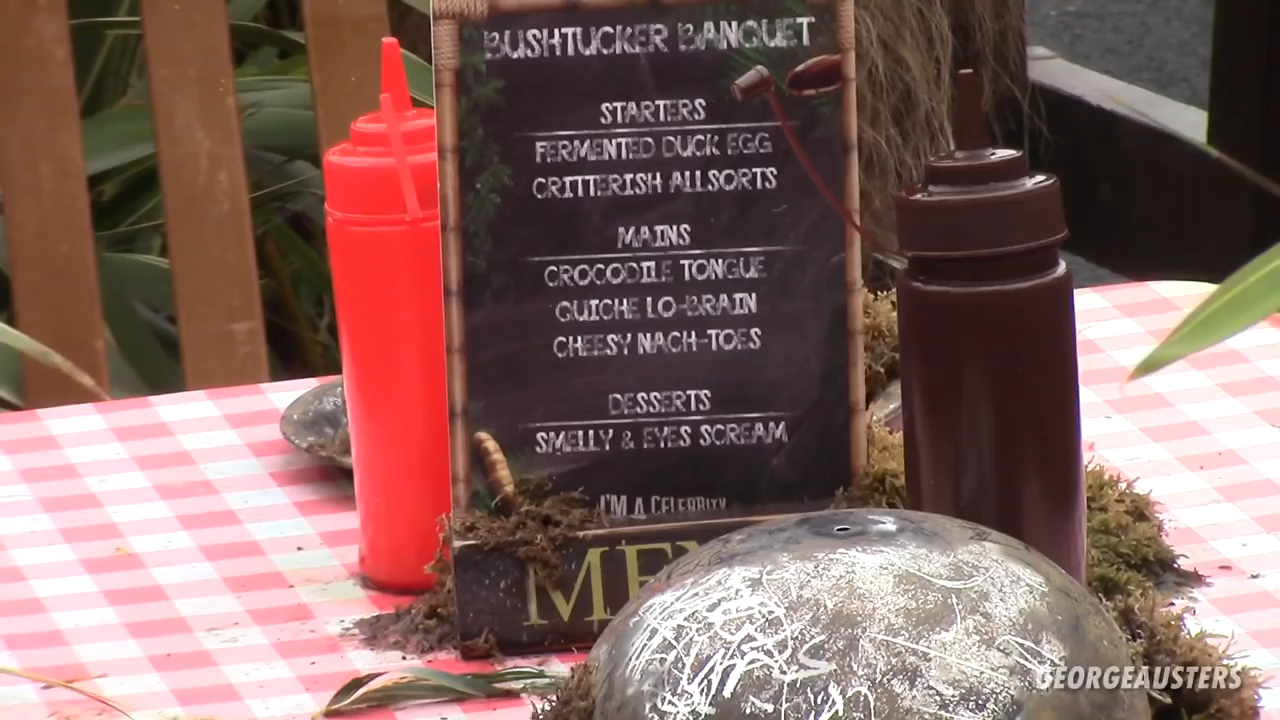 BUSHTUCKER BANQUET
STARTERS
FERMENTED DUCK EGG
CRITTERISH ALLSORTS
MAINS
CROCODILE TONGUE
QUICHE LO-BRAIN
CHEESY NACH-TOES
DESSERTS
SMELLY & EYES SCREAM
I'M A CELEBRITY
GEORGEAUSTERS